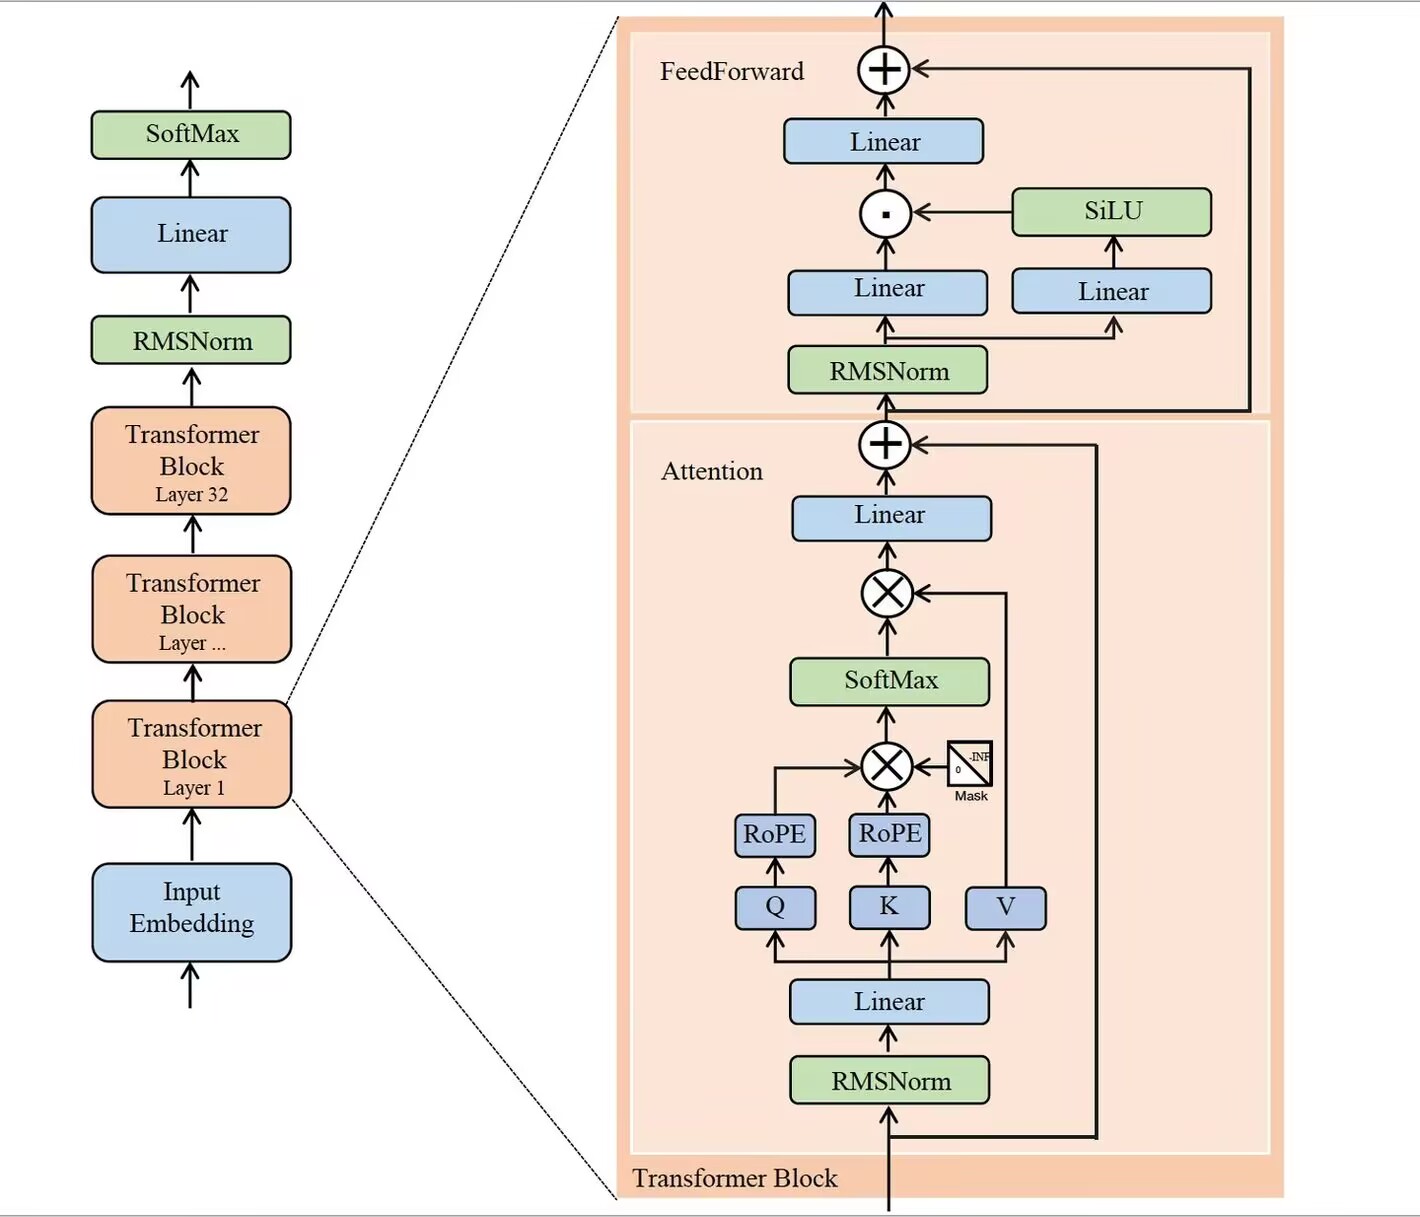 SoftMax
Linear
RMSNorm
Transformer
Block
Layer 32
Transformer
Block
Layer ...
Transformer
Block
Layer 1
Input
Embedding
FeedForward
Linear
SiLU
Linear
Linear
RMSNorm
Attention
Linear
SoftMax
-INF
0
Mask
RoPE
RoPE
Q
K
V
Linear
RMSNorm
Transformer Block